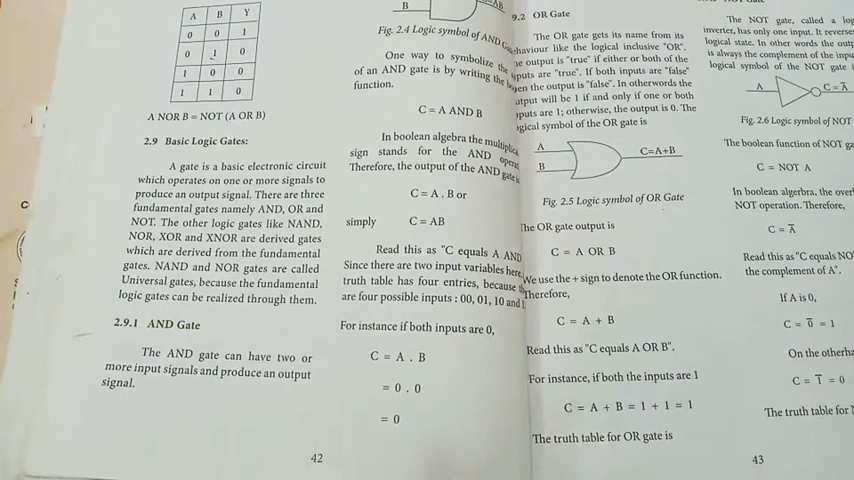 A B Y
0 0 1
0 1 0
1 0 0
1 1 0
A NOR B = NOT (A OR B)
2.9 Basic Logic Gates:
A gate is a basic electronic circuit
which operates on one or more signals to
produce an output signal. There are three
fundamental gates namely AND, OR and
NOT. The other logic gates like NAND,
NOR, XOR and XNOR are derived gates
which are derived from the fundamental
gates. NAND and NOR gates are called
Universal gates, because the fundamental
logic gates can be realized through them.
2.9.1 AND Gate
The AND gate can have two or
more input signals and produce an output
signal.
B
Fig. 2.4 Logic symbol of AND
One way to symbolize the
of an AND gate is by writing the
function.
C = A AND B
In boolean algebra the
sign stands for the AND
Therefore, the output of the AND gate is
C = A . B or
simply C = AB
Read this as "C equals A AND
Since there are two input variables here,
truth table has four entries, because
are four possible inputs : 00, 01, 10 and
For instance if both inputs are 0,
C = A . B
= 0 . 0
= 0
42
9.2 OR Gate
The OR gate gets its name from its
behaviour like the logical inclusive "OR".
output is "true" if either or both of the
are "true". If both inputs are "false"
the output is "false". In otherwords the
will be 1 if and only if one or both
are 1; otherwise, the output is 0. The
symbol of the OR gate is
A
B
C=A+B
Fig. 2.5 Logic symbol of OR Gate
The OR gate output is
C = A OR B
We use the + sign to denote the OR function.
Therefore,
C = A + B
Read this as "C equals A OR B".
For instance, if both the inputs are 1
C = A + B = 1 + 1 = 1
The truth table for OR gate is
The NOT gate, called a
inverter, has only one input. It
logical state. In other words the
is always the complement of the
logical symbol of the NOT gate
A
C = A̅
Fig. 2.6 Logic symbol of NOT
The boolean function of NOT
C = NOT A
In boolean algerbra, the
NOT operation. Therefore,
C = A̅
Read this as "C equals
the complement of A".
If A is 0,
C = 0̅ = 1
On the
C = 1̅ = 0
The truth table for
43